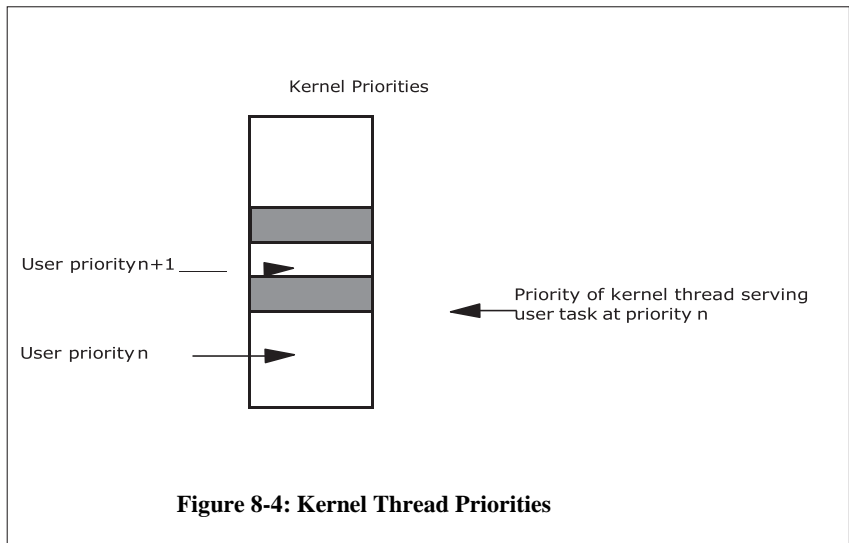 Kernel Priorities
User priorityn+1
Priority of kernel thread serving
user task at priority n
User priorityn
Figure 8-4: Kernel Thread Priorities